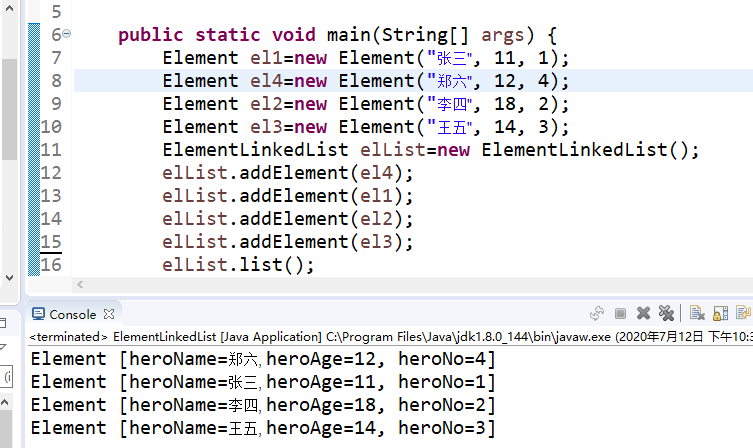 5
6 public static void main(String[] args) {
7 Element el1=new Element("张三", 11, 1);
8 Element el4=new Element("郑六", 12, 4);
9 Element el2=new Element("李四", 18, 2);
10 Element el3=new Element("王五", 14, 3);
11 ElementLinkedList elList=new ElementLinkedList();
12 elList.addElement(el4);
13 elList.addElement(el1);
14 elList.addElement(el2);
15 elList.addElement(el3);
16 elList.list();
Console
<terminated> ElementLinkedList [Java Application] C:\Program Files\Java\jdk1.8.0_144\bin\javaw.exe (2020年7月12日 下午10:3
Element [heroName=郑六, heroAge=12, heroNo=4]
Element [heroName=张三, heroAge=11, heroNo=1]
Element [heroName=李四, heroAge=18, heroNo=2]
Element [heroName=王五, heroAge=14, heroNo=3]